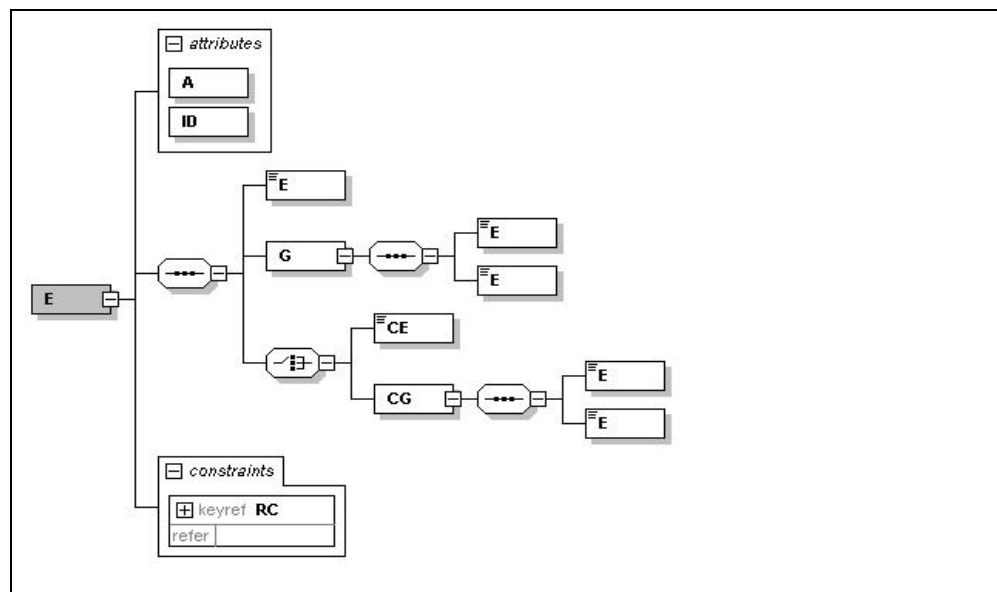 attributes
A
ID
E
G
E
E
E
CE
CG
E
E
constraints
keyref RC
refer